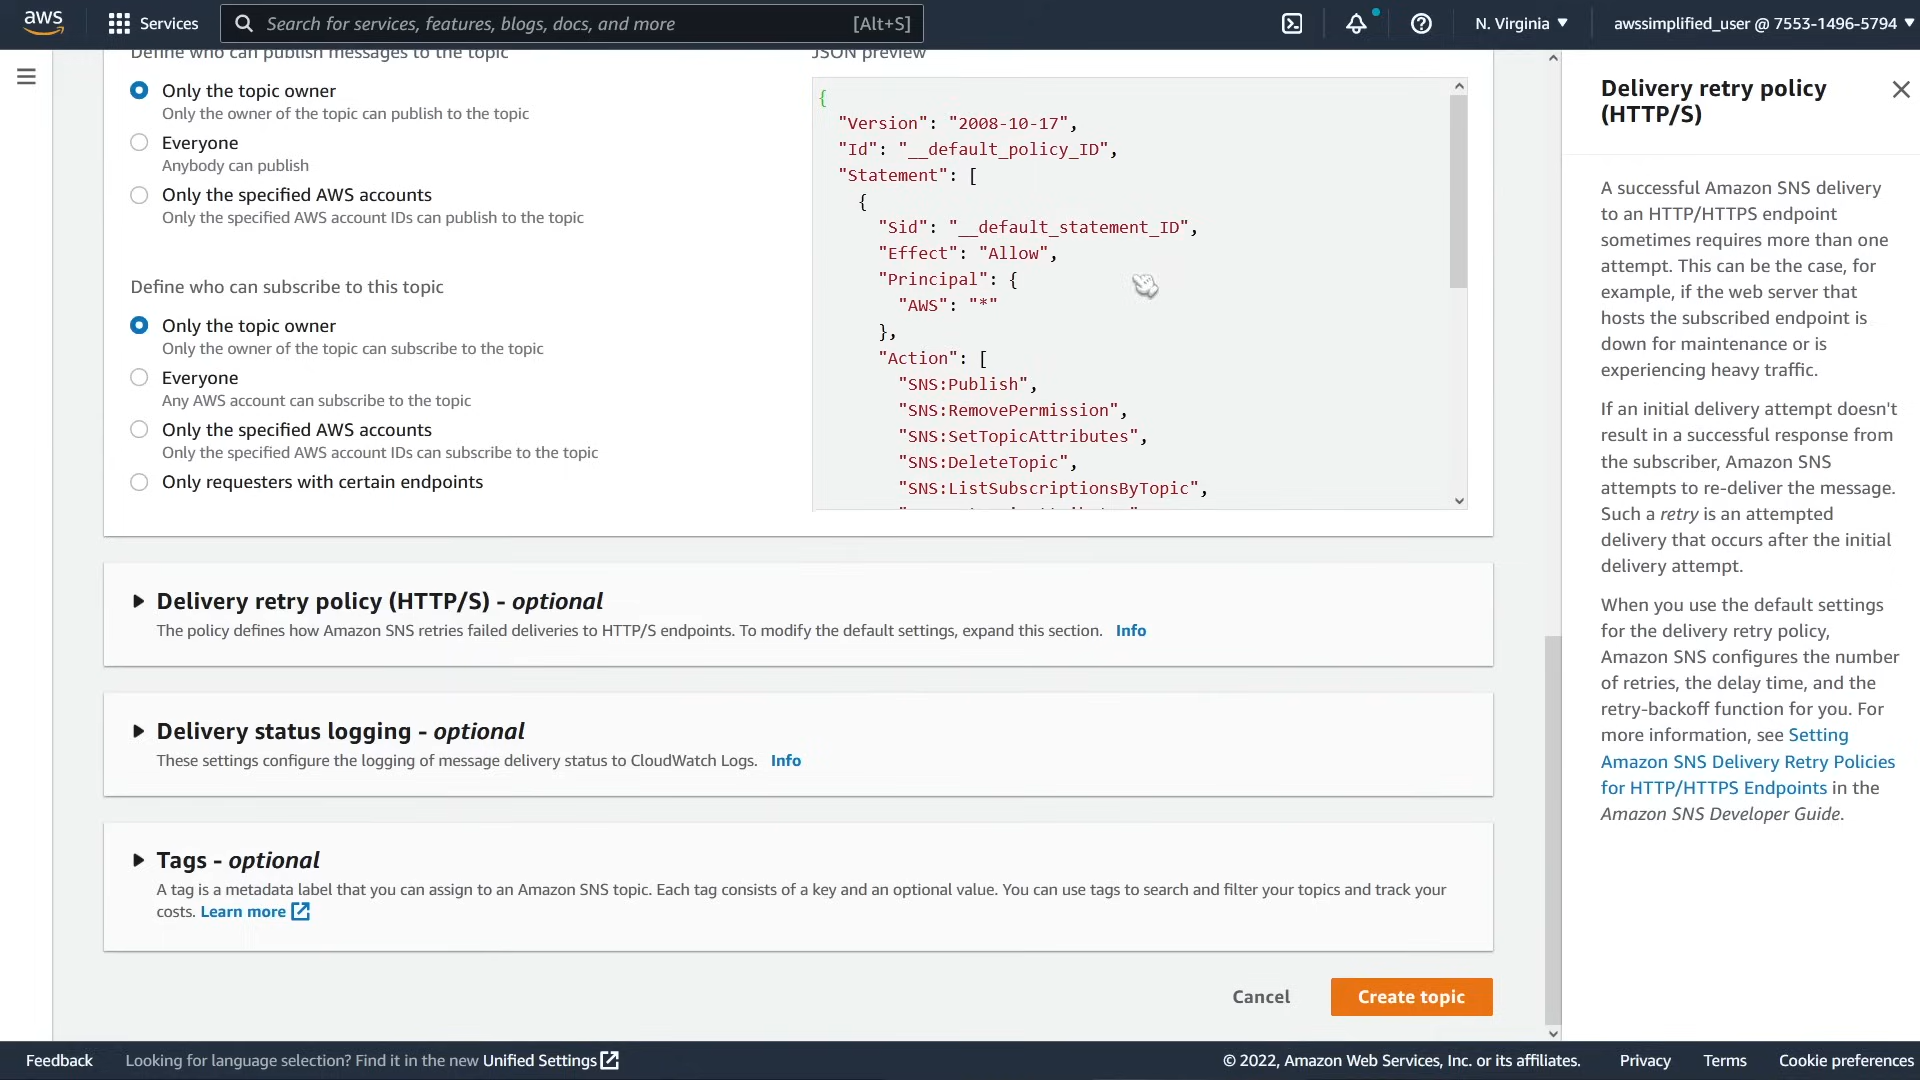 aws
Services
Search for services, features, blogs, docs, and more
[Alt+S]
N. Virginia ▼
awssimplified_user @ 7553-1496-5794 ▼
Define who can publish messages to the topic
Only the topic owner
Only the owner of the topic can publish to the topic
Everyone
Anybody can publish
Only the specified AWS accounts
Only the specified AWS account IDs can publish to the topic
Define who can subscribe to this topic
Only the topic owner
Only the owner of the topic can subscribe to the topic
Everyone
Any AWS account can subscribe to the topic
Only the specified AWS accounts
Only the specified AWS account IDs can subscribe to the topic
Only requesters with certain endpoints
JSON preview
{
"Version": "2008-10-17",
"Id": "__default_policy_ID",
"Statement": [
{
"Sid": "__default_statement_ID",
"Effect": "Allow",
"Principal": {
"AWS": "*"
},
"Action": [
"SNS:Publish",
"SNS:RemovePermission",
"SNS:SetTopicAttributes",
"SNS:DeleteTopic",
"SNS:ListSubscriptionsByTopic",
Delivery retry policy (HTTP/S) - optional
The policy defines how Amazon SNS retries failed deliveries to HTTP/S endpoints. To modify the default settings, expand this section. Info
Delivery status logging - optional
These settings configure the logging of message delivery status to CloudWatch Logs. Info
Tags - optional
A tag is a metadata label that you can assign to an Amazon SNS topic. Each tag consists of a key and an optional value. You can use tags to search and filter your topics and track your
costs. Learn more
Cancel
Create topic
Delivery retry policy
(HTTP/S)
A successful Amazon SNS delivery
to an HTTP/HTTPS endpoint
sometimes requires more than one
attempt. This can be the case, for
example, if the web server that
hosts the subscribed endpoint is
down for maintenance or is
experiencing heavy traffic.
If an initial delivery attempt doesn't
result in a successful response from
the subscriber, Amazon SNS
attempts to re-deliver the message.
Such a retry is an attempted
delivery that occurs after the initial
delivery attempt.
When you use the default settings
for the delivery retry policy,
Amazon SNS configures the number
of retries, the delay time, and the
retry-backoff function for you. For
more information, see Setting
Amazon SNS Delivery Retry Policies
for HTTP/HTTPS Endpoints in the
Amazon SNS Developer Guide.
Feedback
Looking for language selection? Find it in the new Unified Settings
© 2022, Amazon Web Services, Inc. or its affiliates.
Privacy
Terms
Cookie preferences